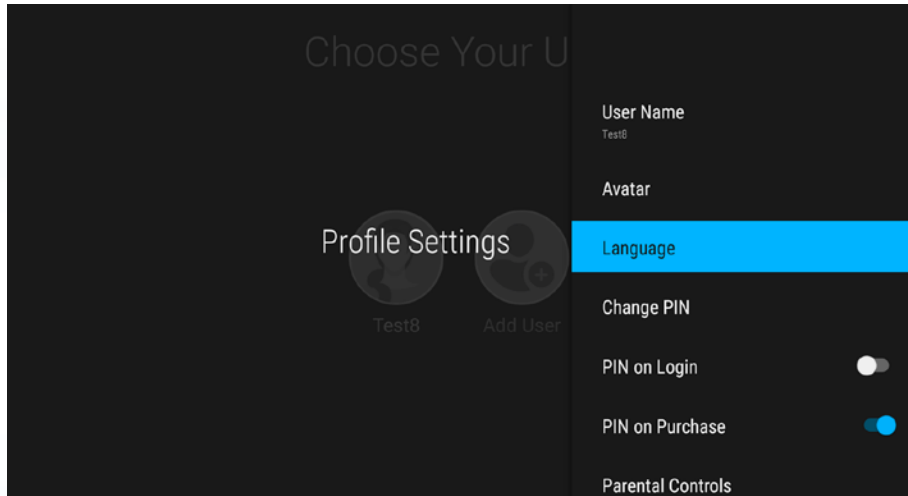 Choose Your U
Profile Settings
Test8
Add User
User Name
Test8
Avatar
Language
Change PIN
PIN on Login
PIN on Purchase
Parental Controls